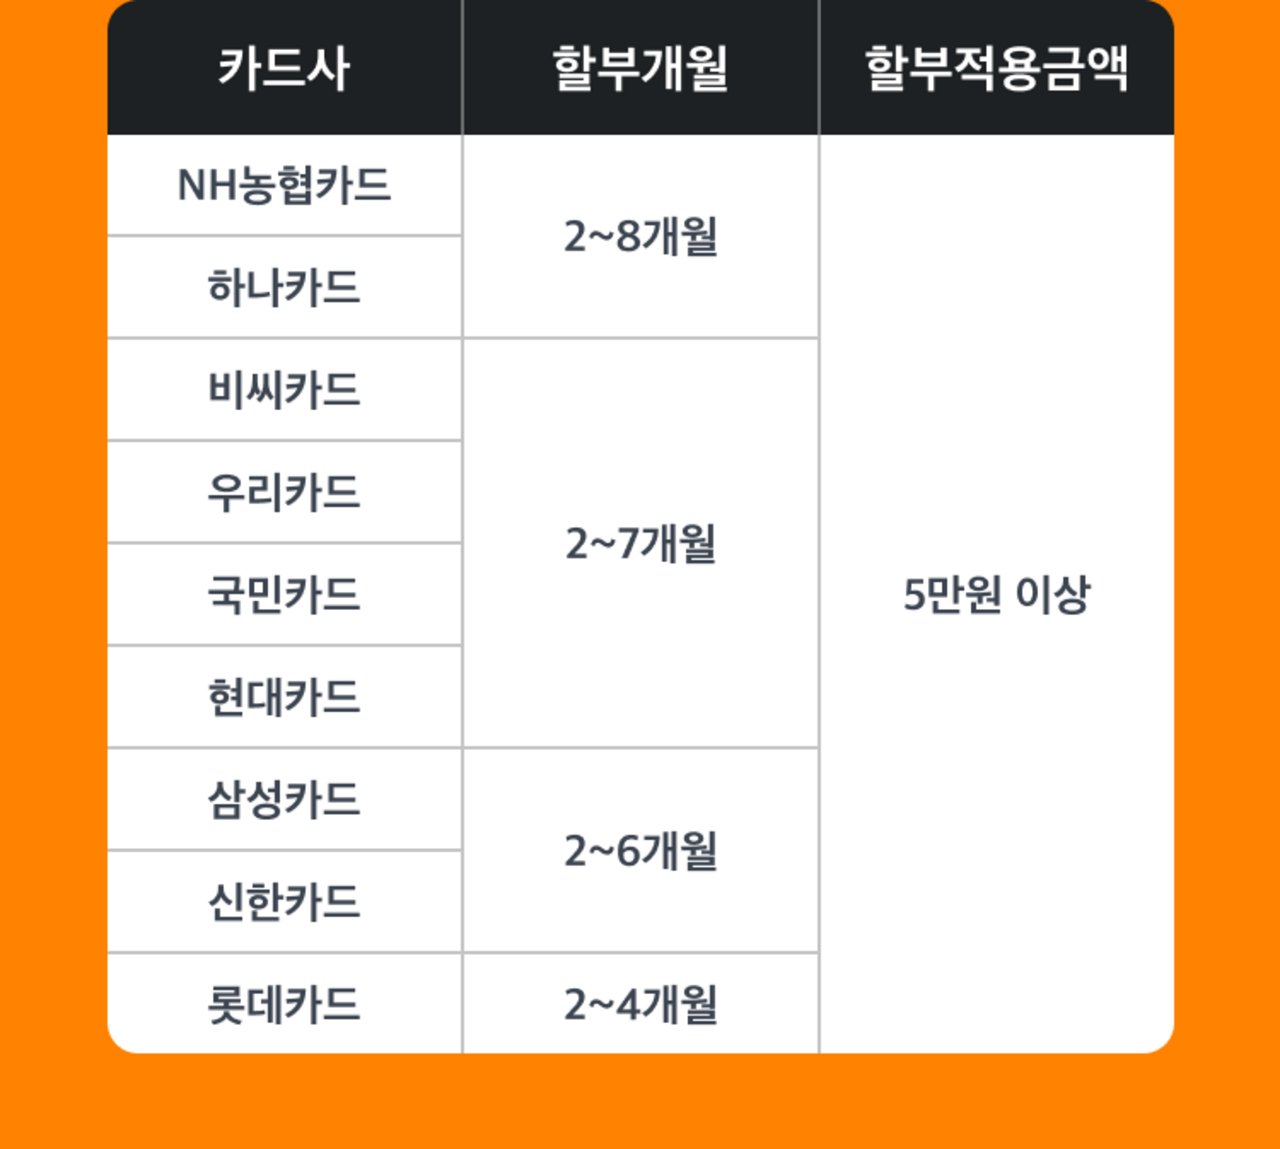 카드사 할부개월 할부적용금액
NH농협카드
2~8개월
하나카드
비씨카드
우리카드
2~7개월
국민카드
5만원 이상
현대카드
삼성카드
2~6개월
신한카드
롯데카드 2~4개월